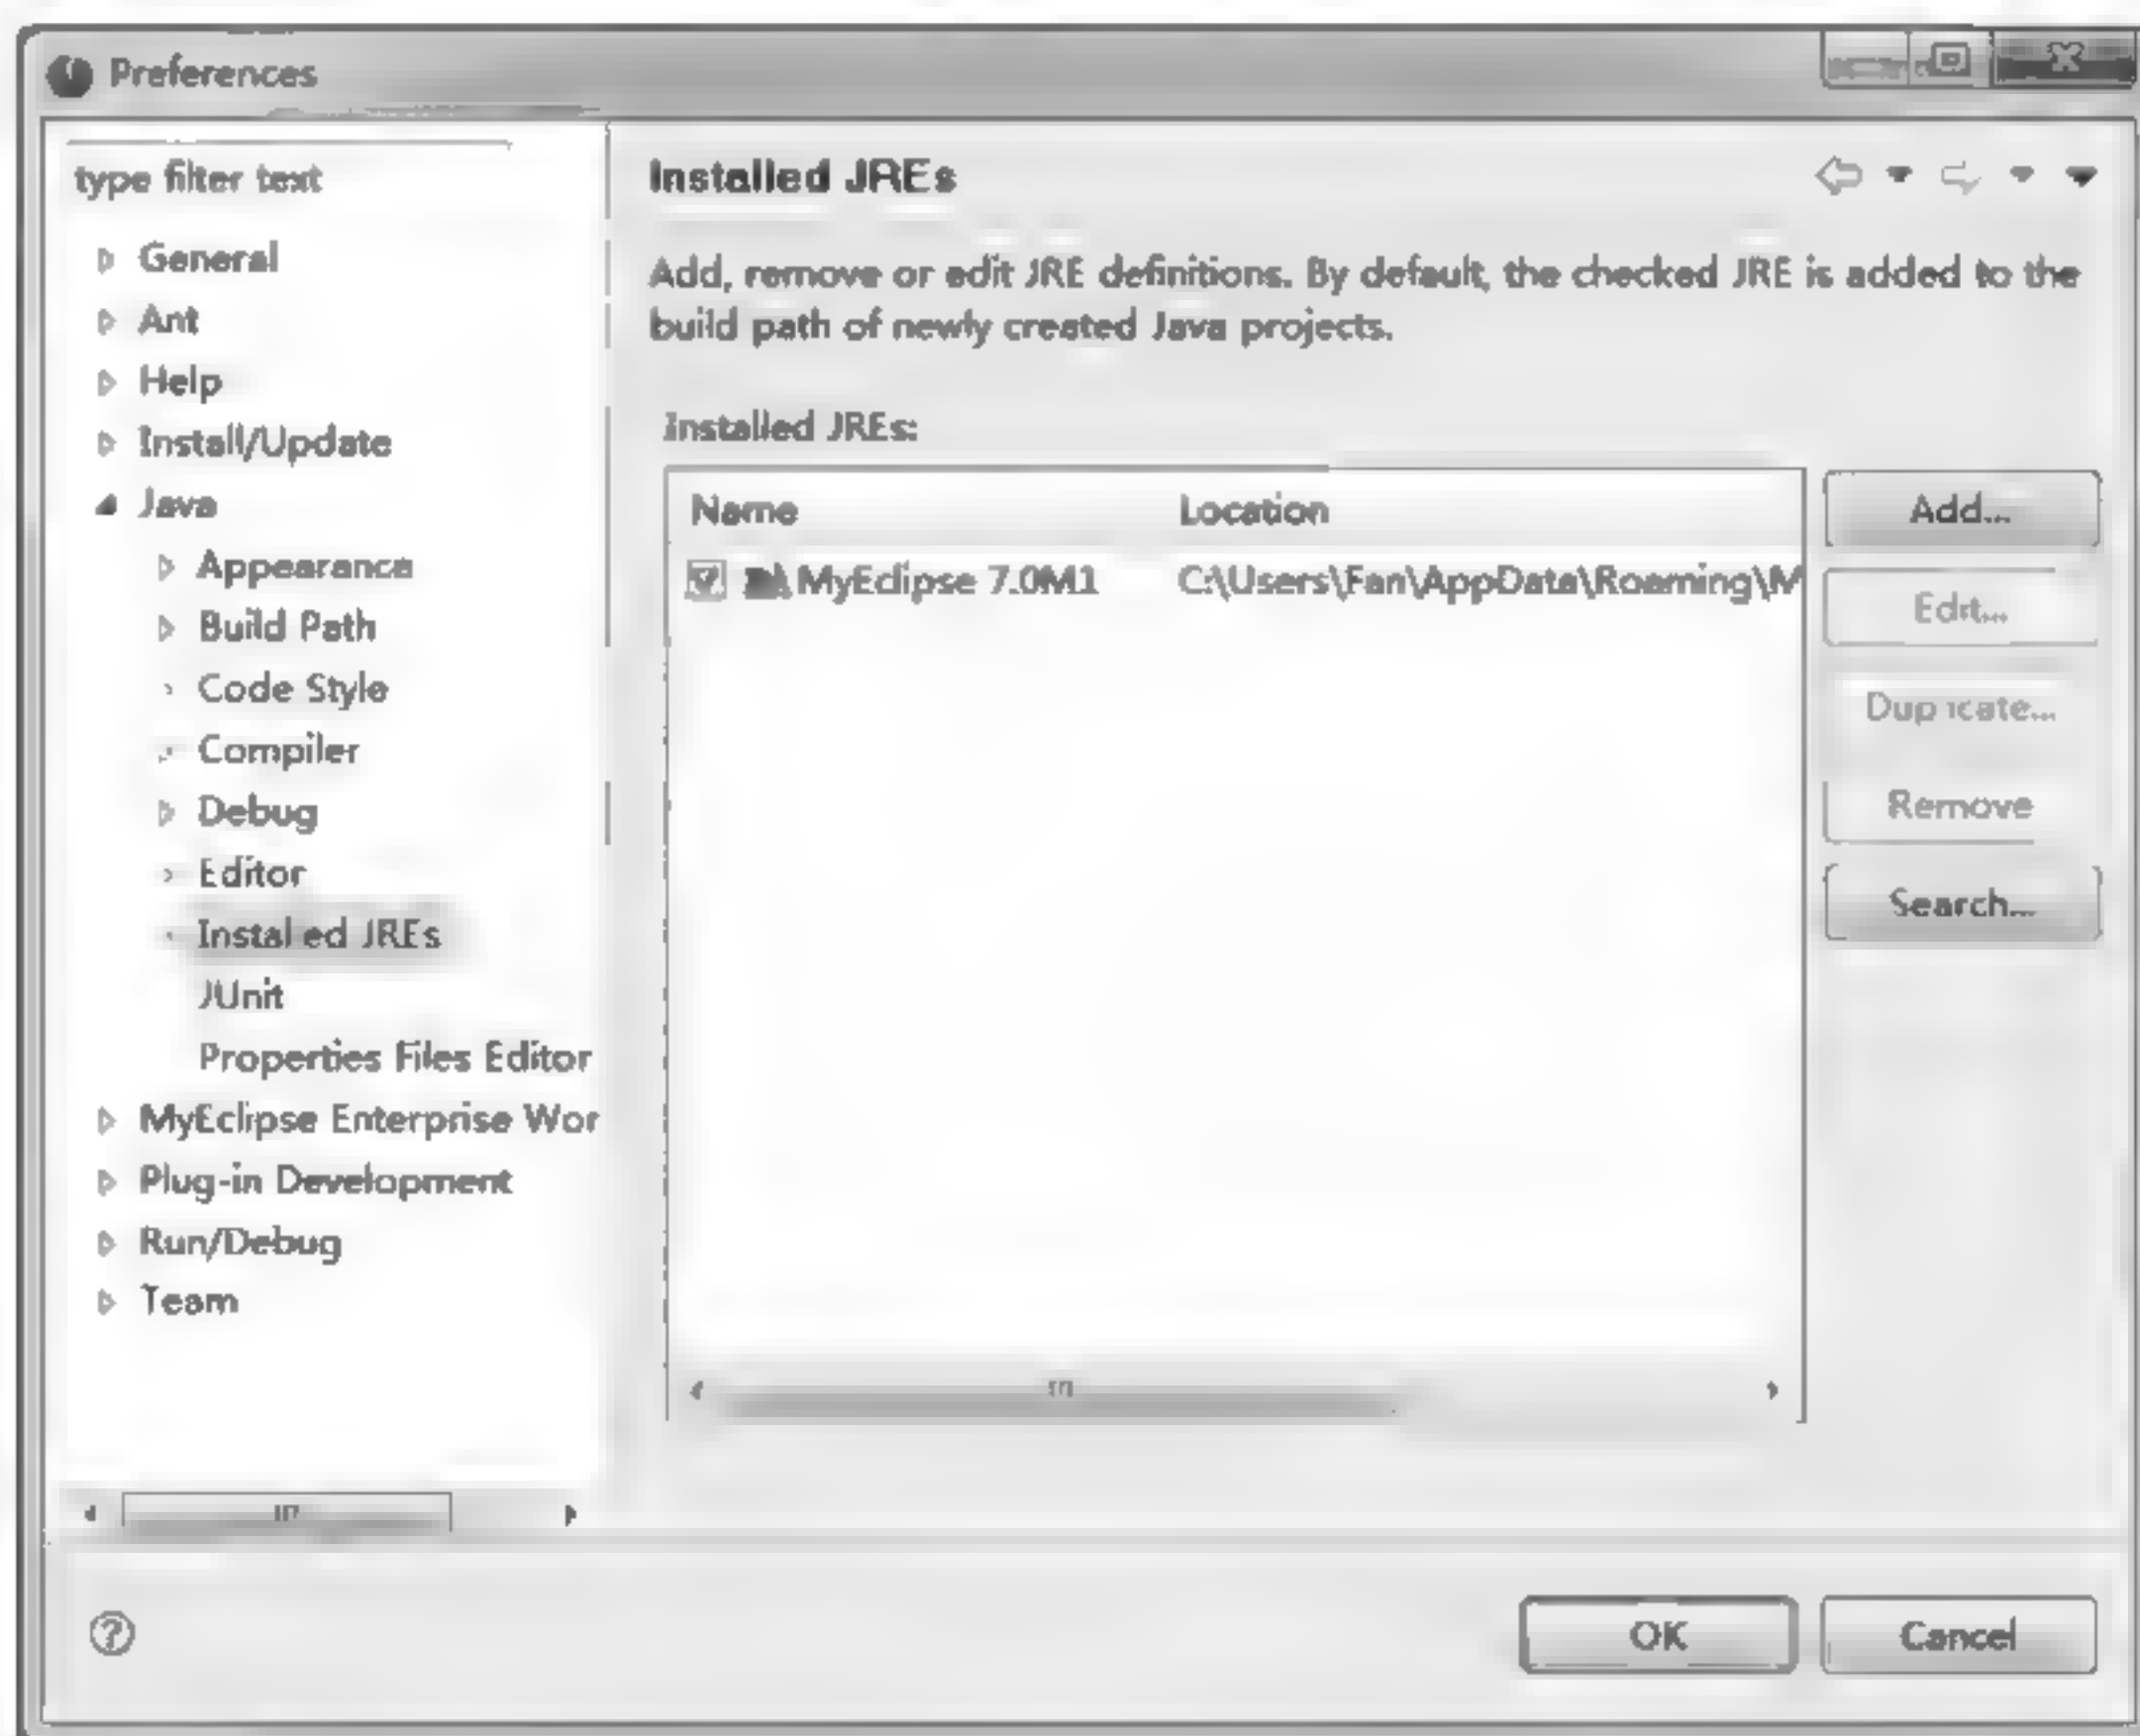 Preferences
type filter text
General
Ant
Help
Install/Update
Java
Appearance
Build Path
Code Style
Compiler
Debug
Editor
Installed JREs
JUnit
Properties Files Editor
MyEclipse Enterprise Wor
Plug-in Development
Run/Debug
Team
Installed JREs
Add, remove or edit JRE definitions. By default, the checked JRE is added to the
build path of newly created Java projects.
Installed JREs:
Name Location
MyEclipse 7.0M1 C:\Users\Fan\AppData\Roaming\M
Add...
Edit...
Duplicate...
Remove
Search...
OK Cancel